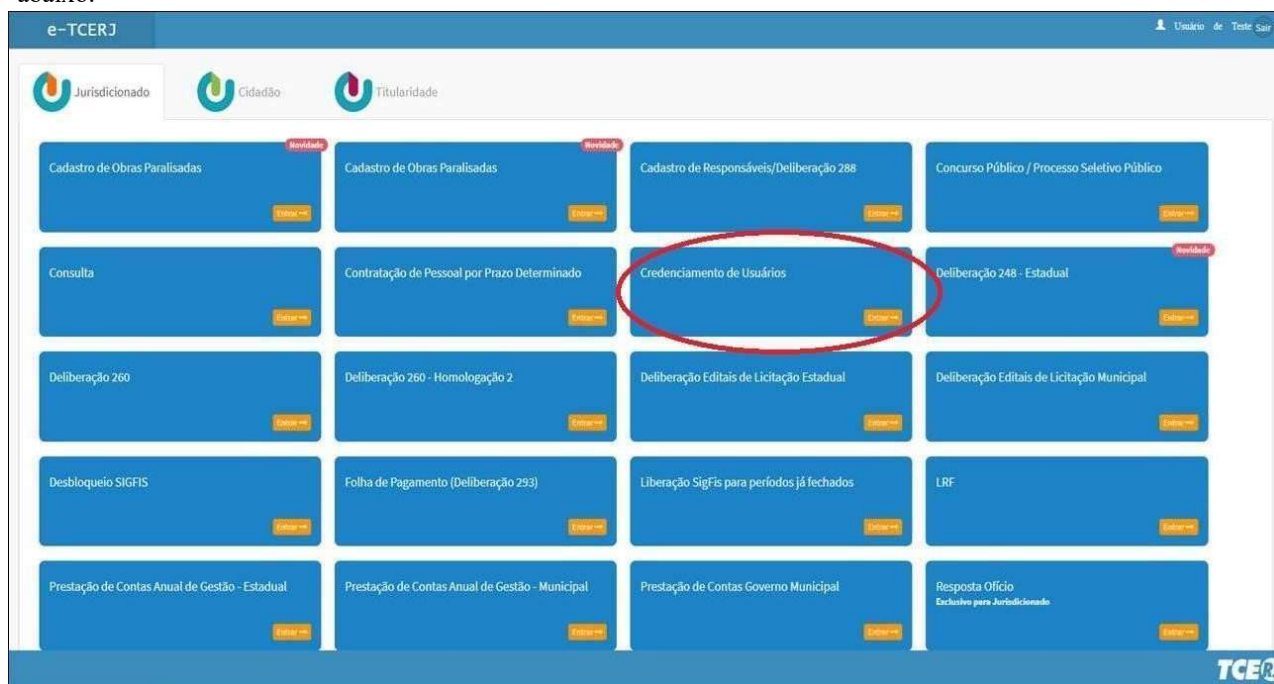 abaixo:
e-TCERJ
Usuário de Teste Sair
Jurisdicionado Cidadão Titularidade
Novidade Novidade
Cadastro de Obras Paralisadas Cadastro de Obras Paralisadas Cadastro de Responsáveis/Deliberação 288 Concurso Público / Processo Seletivo Público
Entrar Entrar Entrar Entrar
Novidade
Consulta Contratação de Pessoal por Prazo Determinado Credenciamento de Usuários Deliberação 248 - Estadual
Entrar Entrar Entrar Entrar
Deliberação 260 Deliberação 260 - Homologação 2 Deliberação Editais de Licitação Estadual Deliberação Editais de Licitação Municipal
Entrar Entrar Entrar Entrar
Desbloqueio SIGFIS Folha de Pagamento (Deliberação 293) Liberação SigFis para períodos já fechados LRF
Entrar Entrar Entrar Entrar
Prestação de Contas Anual de Gestão - Estadual Prestação de Contas Anual de Gestão - Municipal Prestação de Contas Governo Municipal Resposta Ofício
Exclusivo para Jurisdicionado
Entrar Entrar Entrar Entrar
TCER